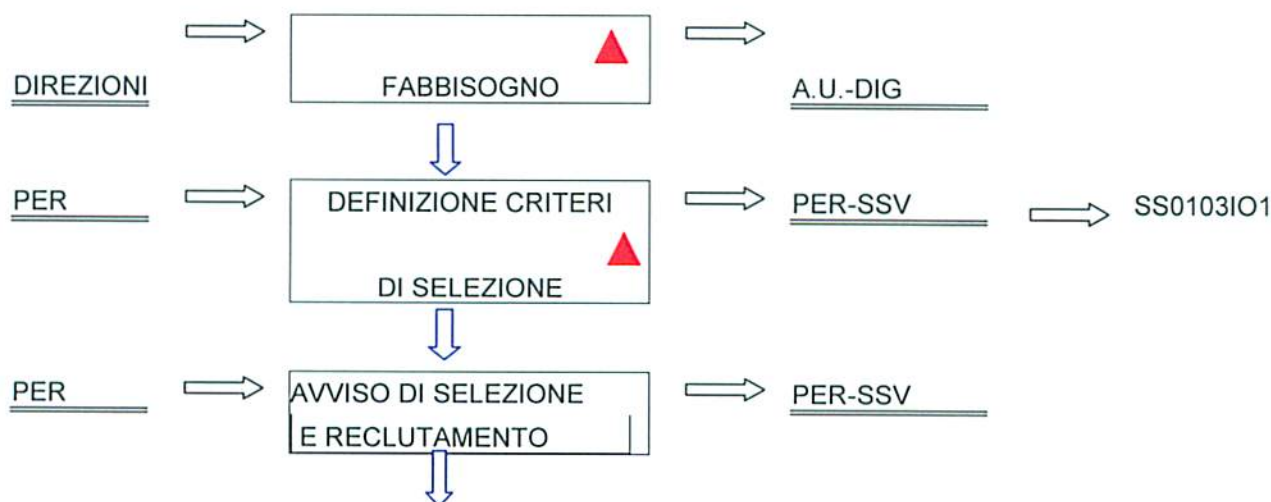 DIREZIONI
FABBISOGNO
A.U.-DIG
PER
DEFINIZIONE CRITERI
DI SELEZIONE
PER-SSV
SS0103IO1
PER
AVVISO DI SELEZIONE
E RECLUTAMENTO
PER-SSV